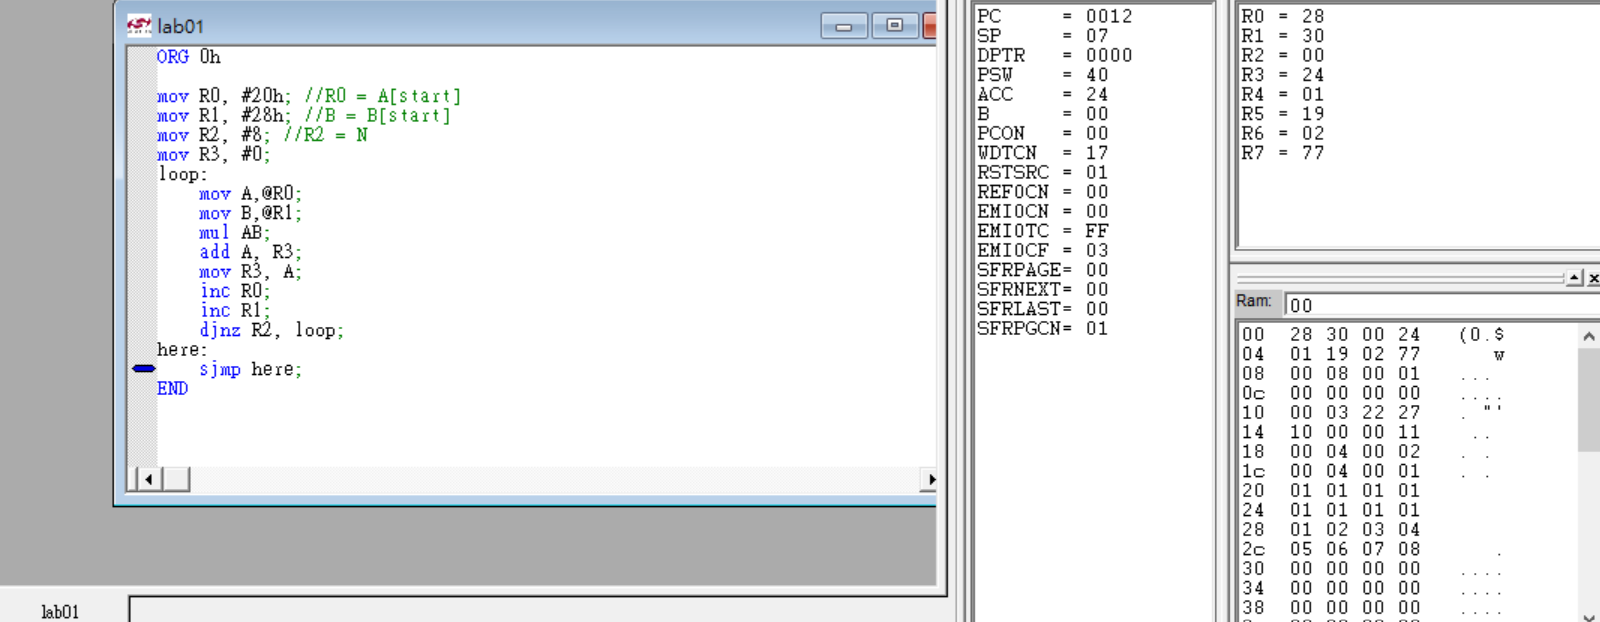 lab01
ORG 0h
mov R0, #20h; //R0 = A[start]
mov R1, #28h; //B = B[start]
mov R2, #8; //R2 = N
mov R3, #0;
loop:
mov A,@R0;
mov B,@R1;
mul AB;
add A, R3;
mov R3, A;
inc R0;
inc R1;
djnz R2, loop;
here:
sjmp here;
END
lab01
PC = 0012
SP = 07
DPTR = 0000
PSW = 40
ACC = 24
B = 00
PCON = 00
WDTCN = 17
RSTSRC = 01
REF0CN = 00
EMI0CN = 00
EMI0TC = FF
EMI0CF = 03
SFRPAGE= 00
SFRNEXT= 00
SFRLAST= 00
SFRPGCN= 01
R0 = 28
R1 = 30
R2 = 00
R3 = 24
R4 = 01
R5 = 19
R6 = 02
R7 = 77
Ram: 00
00 28 30 00 24 (0.$
04 01 19 02 77 w
08 00 08 00 01 . . .
0c 00 00 00 00 ....
10 00 03 22 27 . "'
14 10 00 00 11 ..
18 00 04 00 02 . .
1c 00 04 00 01 . .
20 01 01 01 01
24 01 01 01 01
28 01 02 03 04
2c 05 06 07 08 .
30 00 00 00 00 ....
34 00 00 00 00 ....
38 00 00 00 00 ....